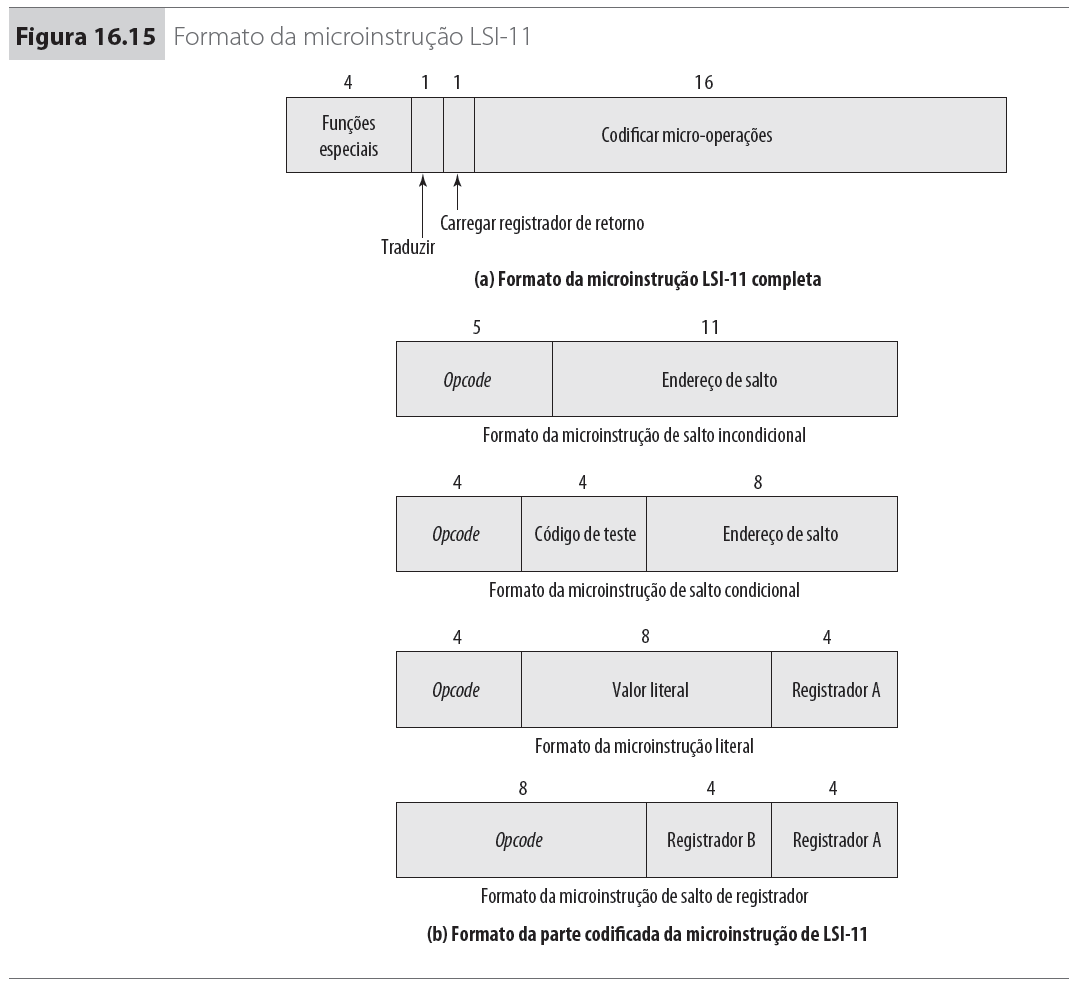 Figura 16.15 Formato da microinstrução LSI-11
4 1 1 16
Funções
especiais
Codificar micro-operações
Carregar registrador de retorno
Traduzir
(a) Formato da microinstrução LSI-11 completa
5 11
Opcode Endereço de salto
Formato da microinstrução de salto incondicional
4 4 8
Opcode Código de teste Endereço de salto
Formato da microinstrução de salto condicional
4 8 4
Opcode Valor literal Registrador A
Formato da microinstrução literal
8 4 4
Opcode Registrador B Registrador A
Formato da microinstrução de salto de registrador
(b) Formato da parte codificada da microinstrução de LSI-11